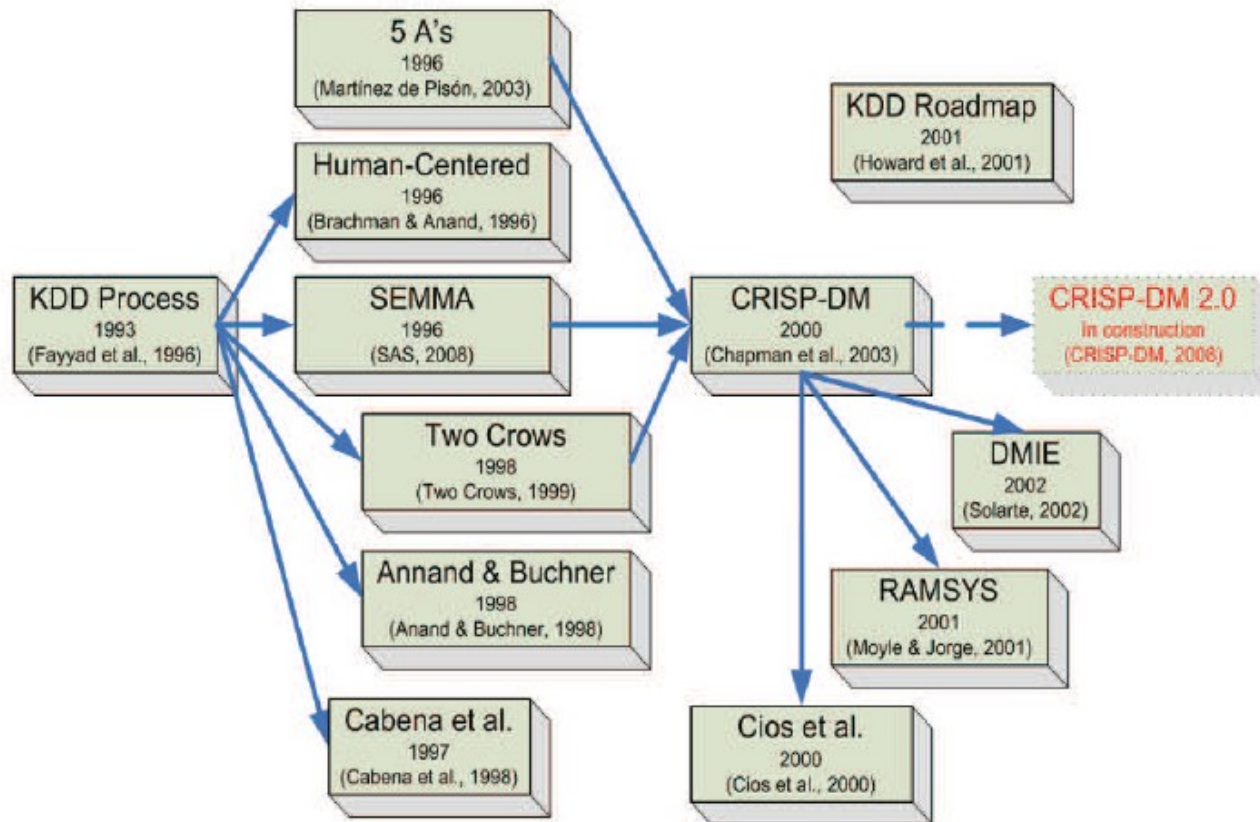 5 A's
1996
(Martínez de Pisón, 2003)
KDD Roadmap
2001
(Howard et al., 2001)
Human-Centered
1996
(Brachman & Anand, 1996)
KDD Process
1993
(Fayyad et al., 1996)
SEMMA
1996
(SAS, 2008)
CRISP-DM
2000
(Chapman et al., 2003)
CRISP-DM 2.0
In construction
(CRISP-DM, 2008)
Two Crows
1998
(Two Crows, 1999)
DMIE
2002
(Solarte, 2002)
Annand & Buchner
1998
(Anand & Buchner, 1998)
RAMSYS
2001
(Moyle & Jorge, 2001)
Cabena et al.
1997
(Cabena et al., 1998)
Cios et al.
2000
(Cios et al., 2000)